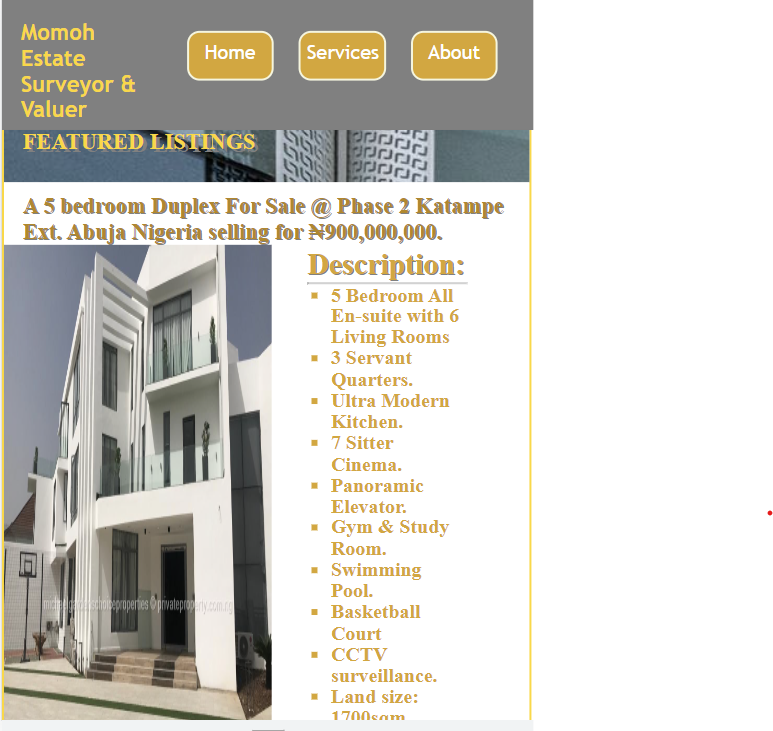 Momoh
Estate
Surveyor &
Valuer
Home
Services
About
FEATURED LISTINGS
A 5 bedroom Duplex For Sale @ Phase 2 Katampe
Ext. Abuja Nigeria selling for ₦900,000,000.
Description:
5 Bedroom All
En-suite with 6
Living Rooms
3 Servant
Quarters.
Ultra Modern
Kitchen.
7 Sitter
Cinema.
Panoramic
Elevator.
Gym & Study
Room.
Swimming
Pool.
Basketball
Court
CCTV
surveillance.
Land size:
1700sqm
©privateproperty.com.ng